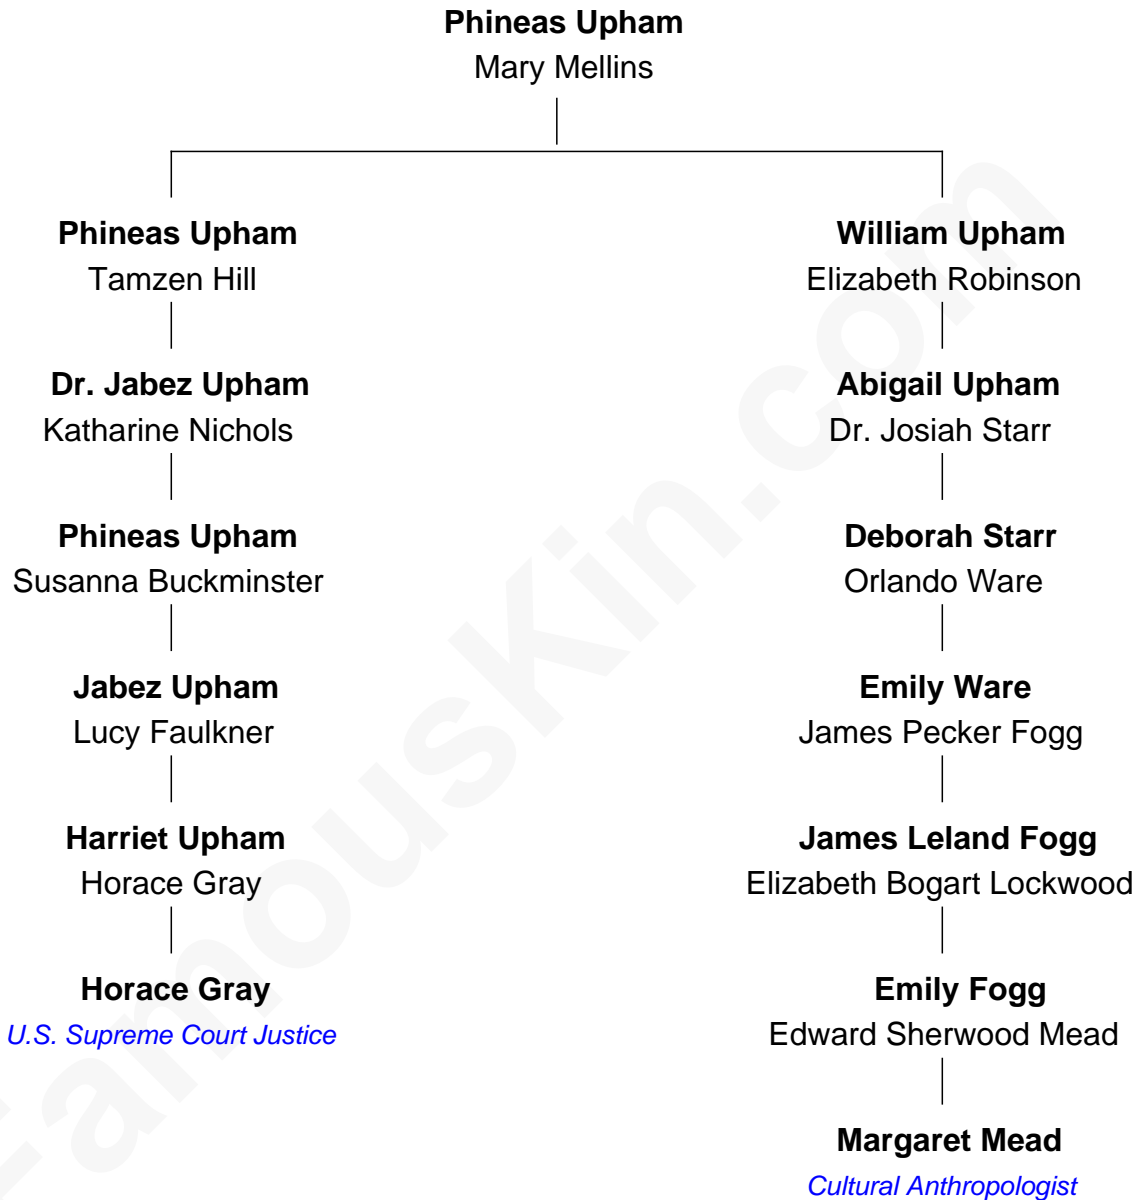 Phineas Upham
Mary Mellins
Phineas Upham
Tamzen Hill
William Upham
Elizabeth Robinson
Dr. Jabez Upham
Katharine Nichols
Abigail Upham
Dr. Josiah Starr
Phineas Upham
Susanna Buckminster
Deborah Starr
Orlando Ware
Jabez Upham
Lucy Faulkner
Emily Ware
James Pecker Fogg
Harriet Upham
Horace Gray
James Leland Fogg
Elizabeth Bogart Lockwood
Horace Gray
U.S. Supreme Court Justice
Emily Fogg
Edward Sherwood Mead
Margaret Mead
Cultural Anthropologist
FamousKin.com